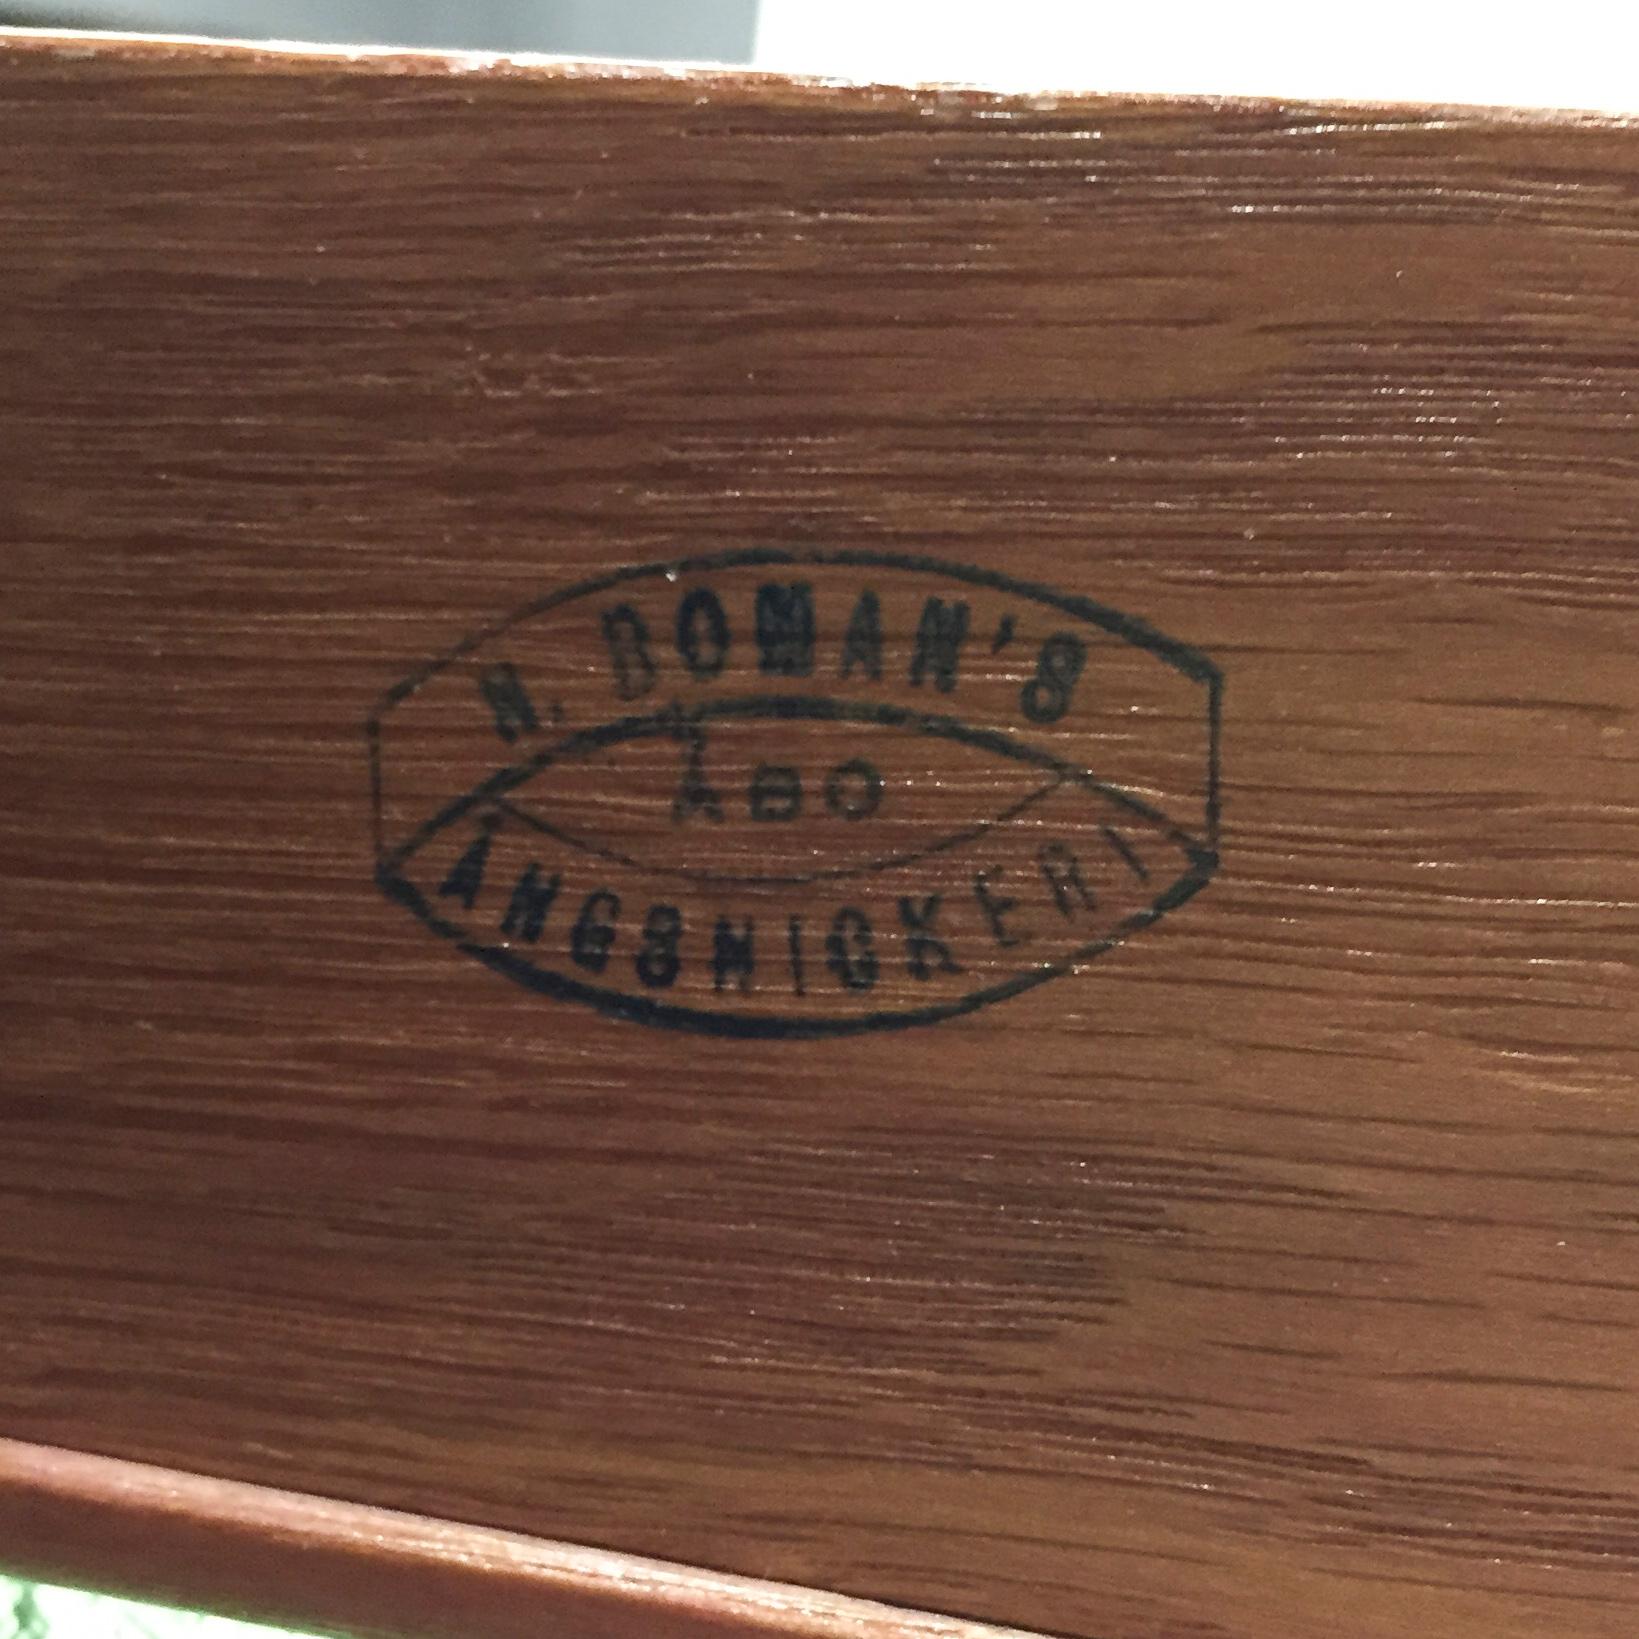 N. BOMAN'S
ÅBO
ÅNGSNICKERI